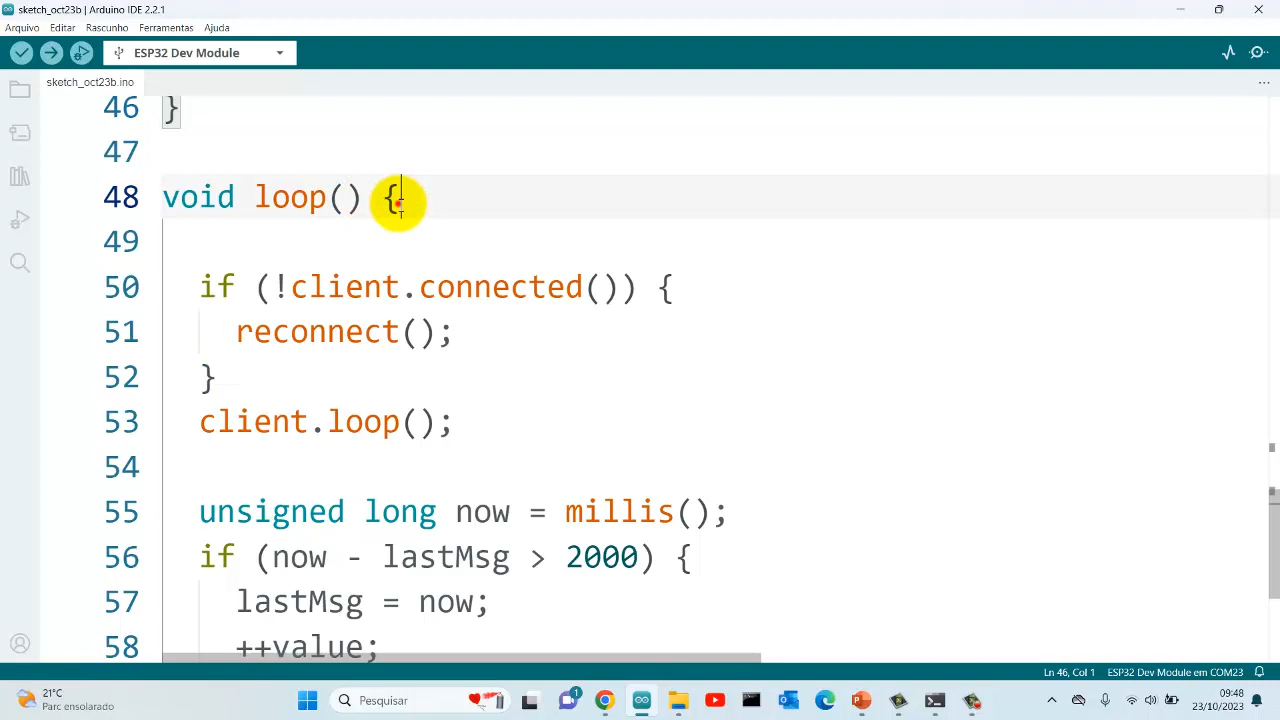 sketch_oct23b | Arduino IDE 2.2.1
Arquivo Editar Rascunho Ferramentas Ajuda
ESP32 Dev Module
sketch_oct23b.ino
...
46 }
47
48 void loop() {
49
50 if (!client.connected()) {
51 reconnect();
52 }
53 client.loop();
54
55 unsigned long now = millis();
56 if (now - lastMsg > 2000) {
57 lastMsg = now;
58 ++value;
Ln 46, Col 1 ESP32 Dev Module em COM23
21°C
Parc ensolarado
Pesquisar
1
09:48
23/10/2023